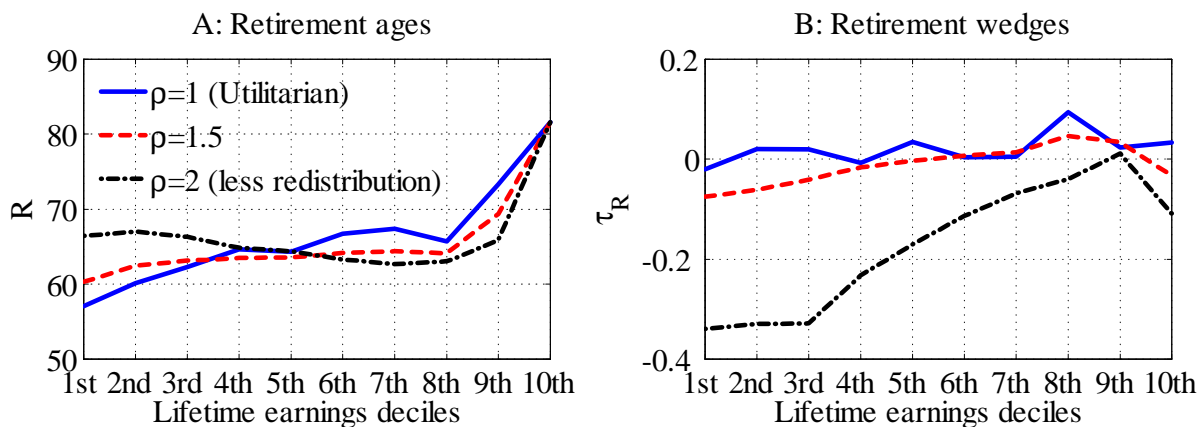 A: Retirement ages
90
80
70
60
50
R
ρ=1 (Utilitarian)
ρ=1.5
ρ=2 (less redistribution)
1st 2nd 3rd 4th 5th 6th 7th 8th 9th 10th
Lifetime earnings deciles
B: Retirement wedges
0.2
0
-0.2
-0.4
τR
1st 2nd 3rd 4th 5th 6th 7th 8th 9th 10th
Lifetime earnings deciles